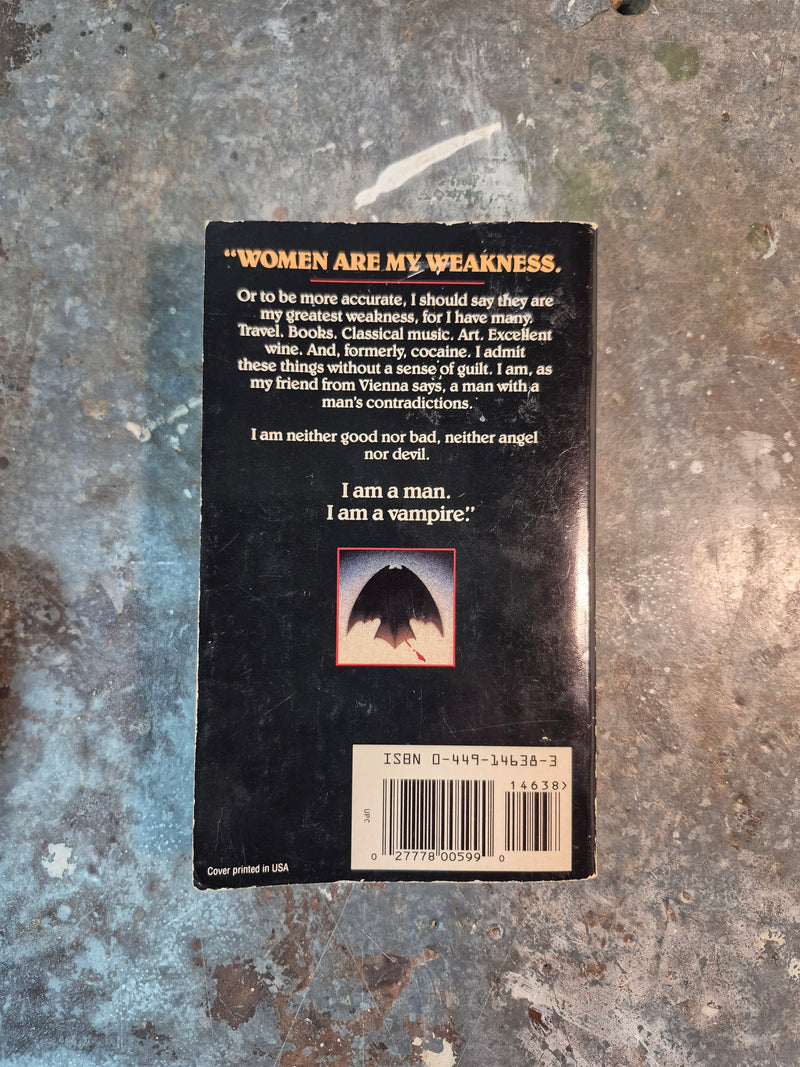 “WOMEN ARE MY WEAKNESS.
Or to be more accurate, I should say they are
my greatest weakness, for I have many.
Travel. Books. Classical music. Art. Excellent
wine. And, formerly, cocaine. I admit
these things without a sense of guilt. I am, as
my friend from Vienna says, a man with a
man's contradictions.
I am neither good nor bad, neither angel
nor devil.
I am a man.
I am a vampire.”
ISBN 0-449-14638-3
14638>
UPC
0 27778 00599 0
Cover printed in USA